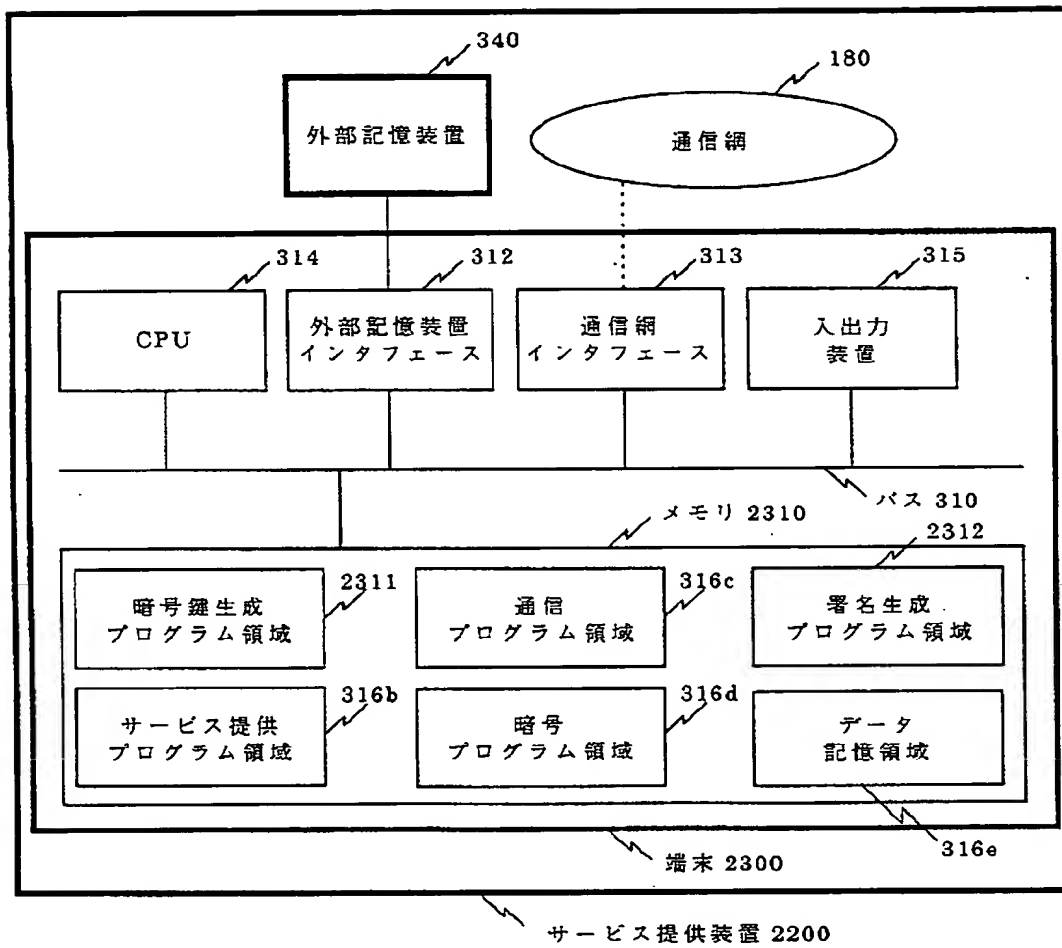 340
180
外部記憶装置
通信網
314
312
313
315
CPU
外部記憶装置
インタフェース
通信網
インタフェース
入出力
装置
バス 310
メモリ 2310
2312
暗号鍵生成
プログラム領域
2311
通信
プログラム領域
316c
署名生成
プログラム領域
サービス提供
プログラム領域
316b
暗号
プログラム領域
316d
データ
記憶領域
316e
端末 2300
サービス提供装置 2200